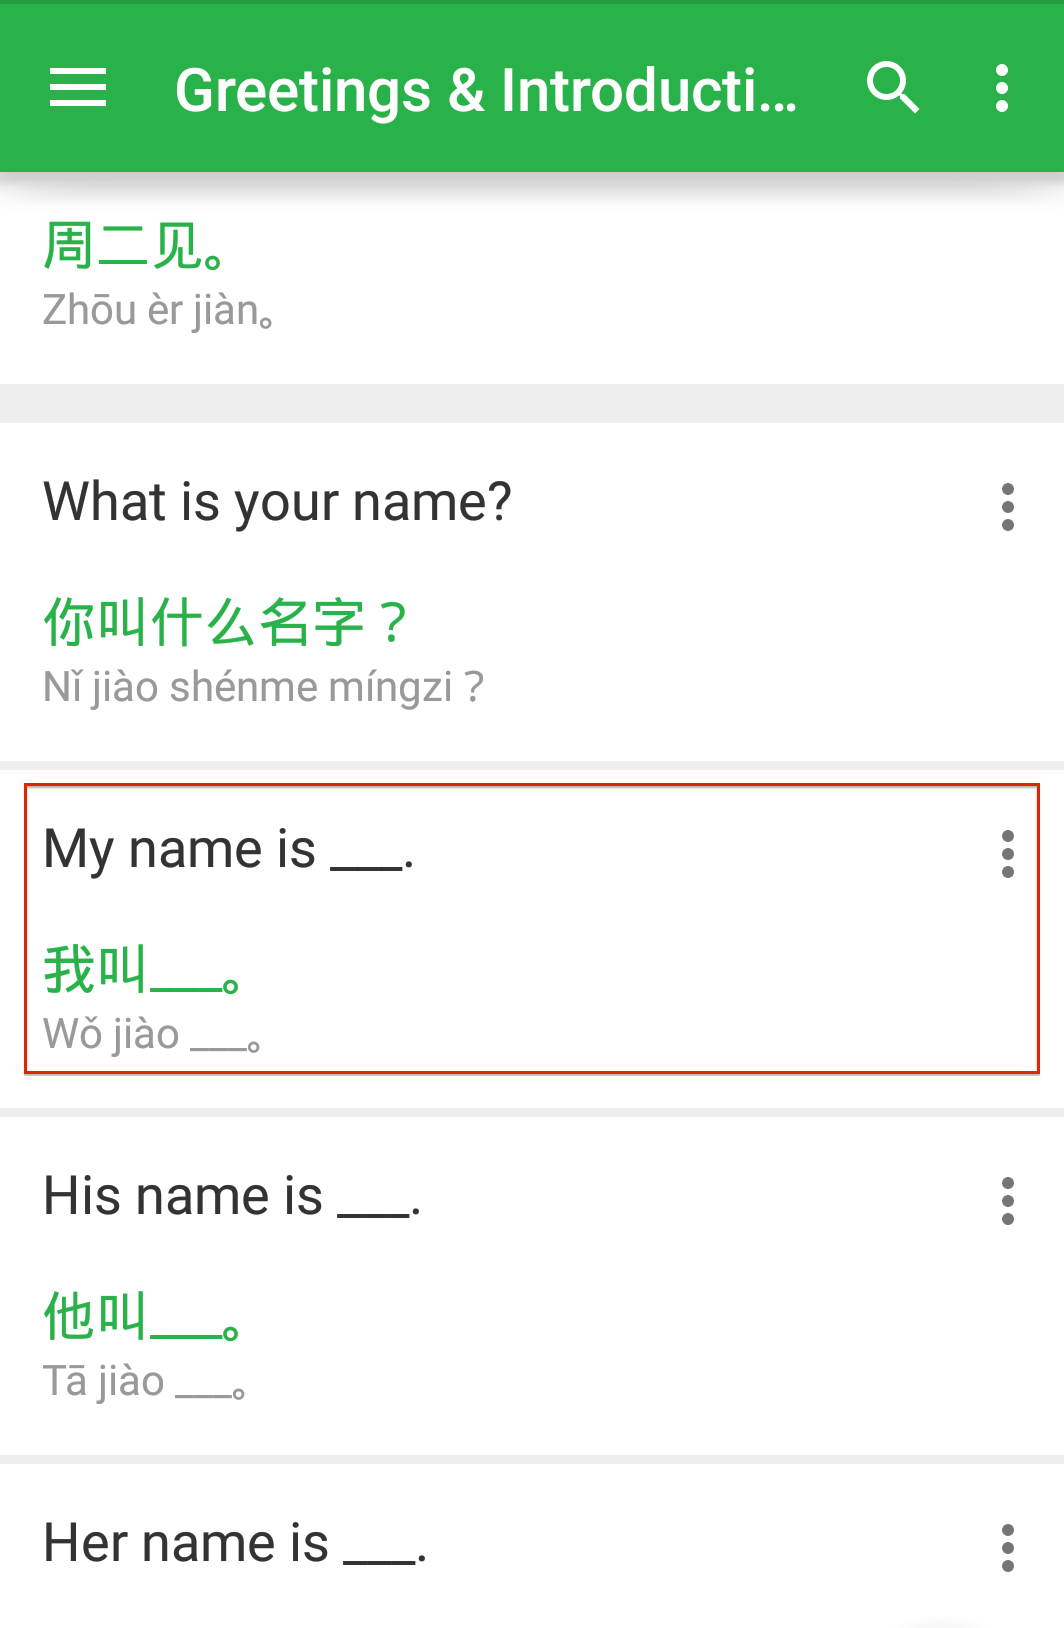 Greetings & Introducti...
周二见。
Zhōu èr jiàn。
What is your name?
你叫什么名字？
Nǐ jiào shénme míngzi？
My name is ___.
我叫___。
Wǒ jiào ___。
His name is ___.
他叫___。
Tā jiào ___。
Her name is ___.